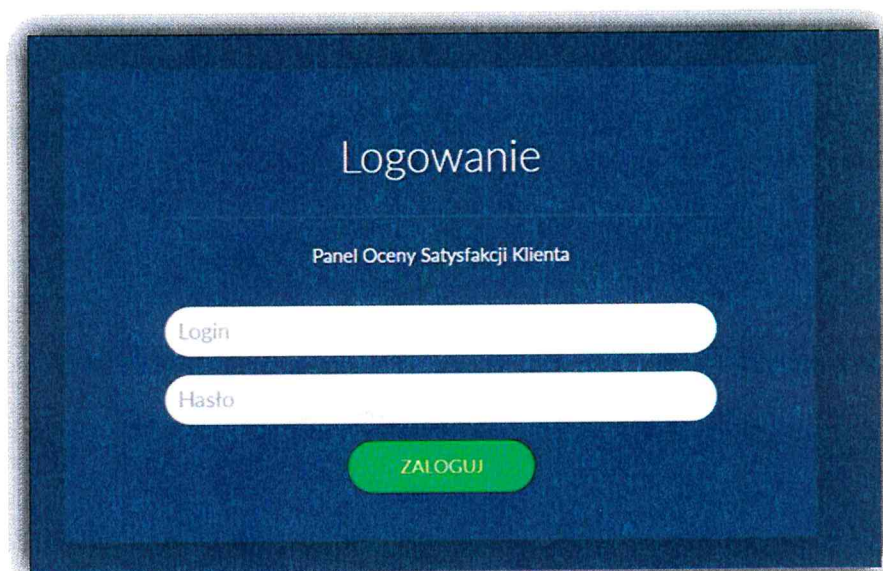 Logowanie
Panel Oceny Satysfakcji Klienta
Login
Hasło
ZALOGUJ